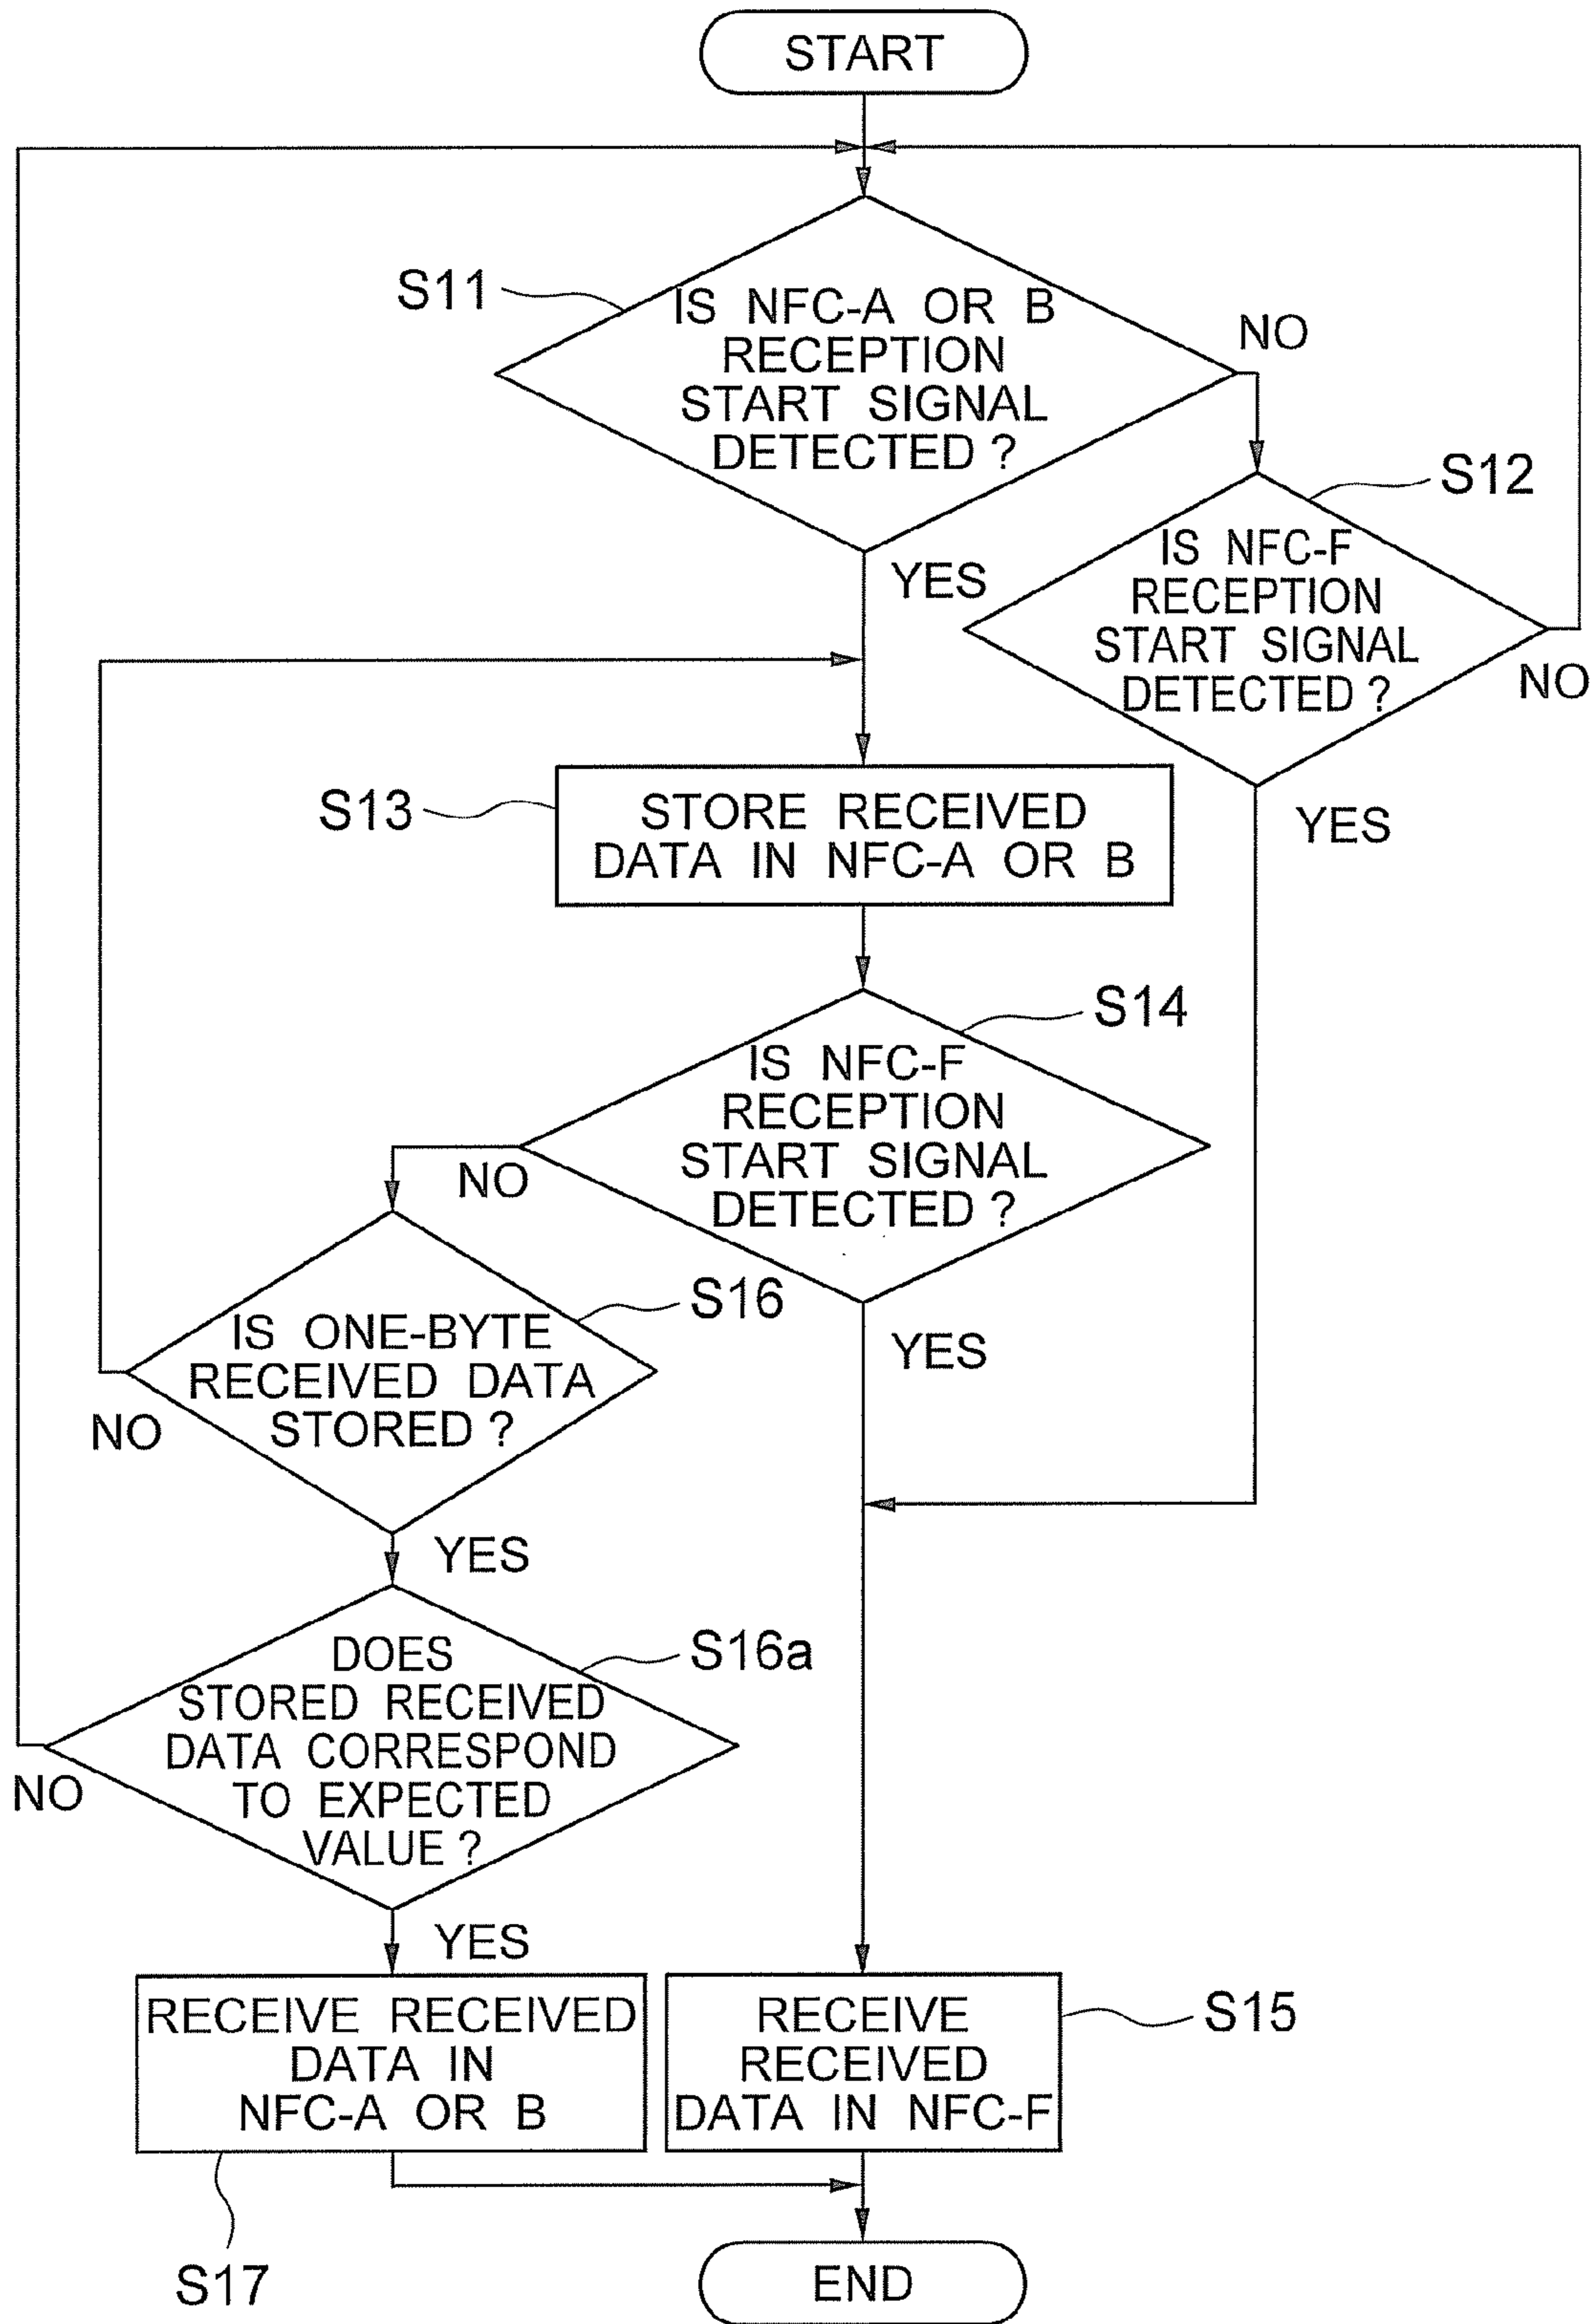 START
S11
IS NFC-A OR B
RECEPTION
START SIGNAL
DETECTED ?
NO
S12
IS NFC-F
RECEPTION
START SIGNAL
DETECTED ?
NO
YES
YES
S13
STORE RECEIVED
DATA IN NFC-A OR B
S14
IS NFC-F
RECEPTION
START SIGNAL
DETECTED ?
NO
YES
S16
IS ONE-BYTE
RECEIVED DATA
STORED ?
NO
YES
S16a
DOES
STORED RECEIVED
DATA CORRESPOND
TO EXPECTED
VALUE ?
NO
YES
RECEIVE RECEIVED
DATA IN
NFC-A OR B
S17
RECEIVE
RECEIVED
DATA IN NFC-F
S15
END